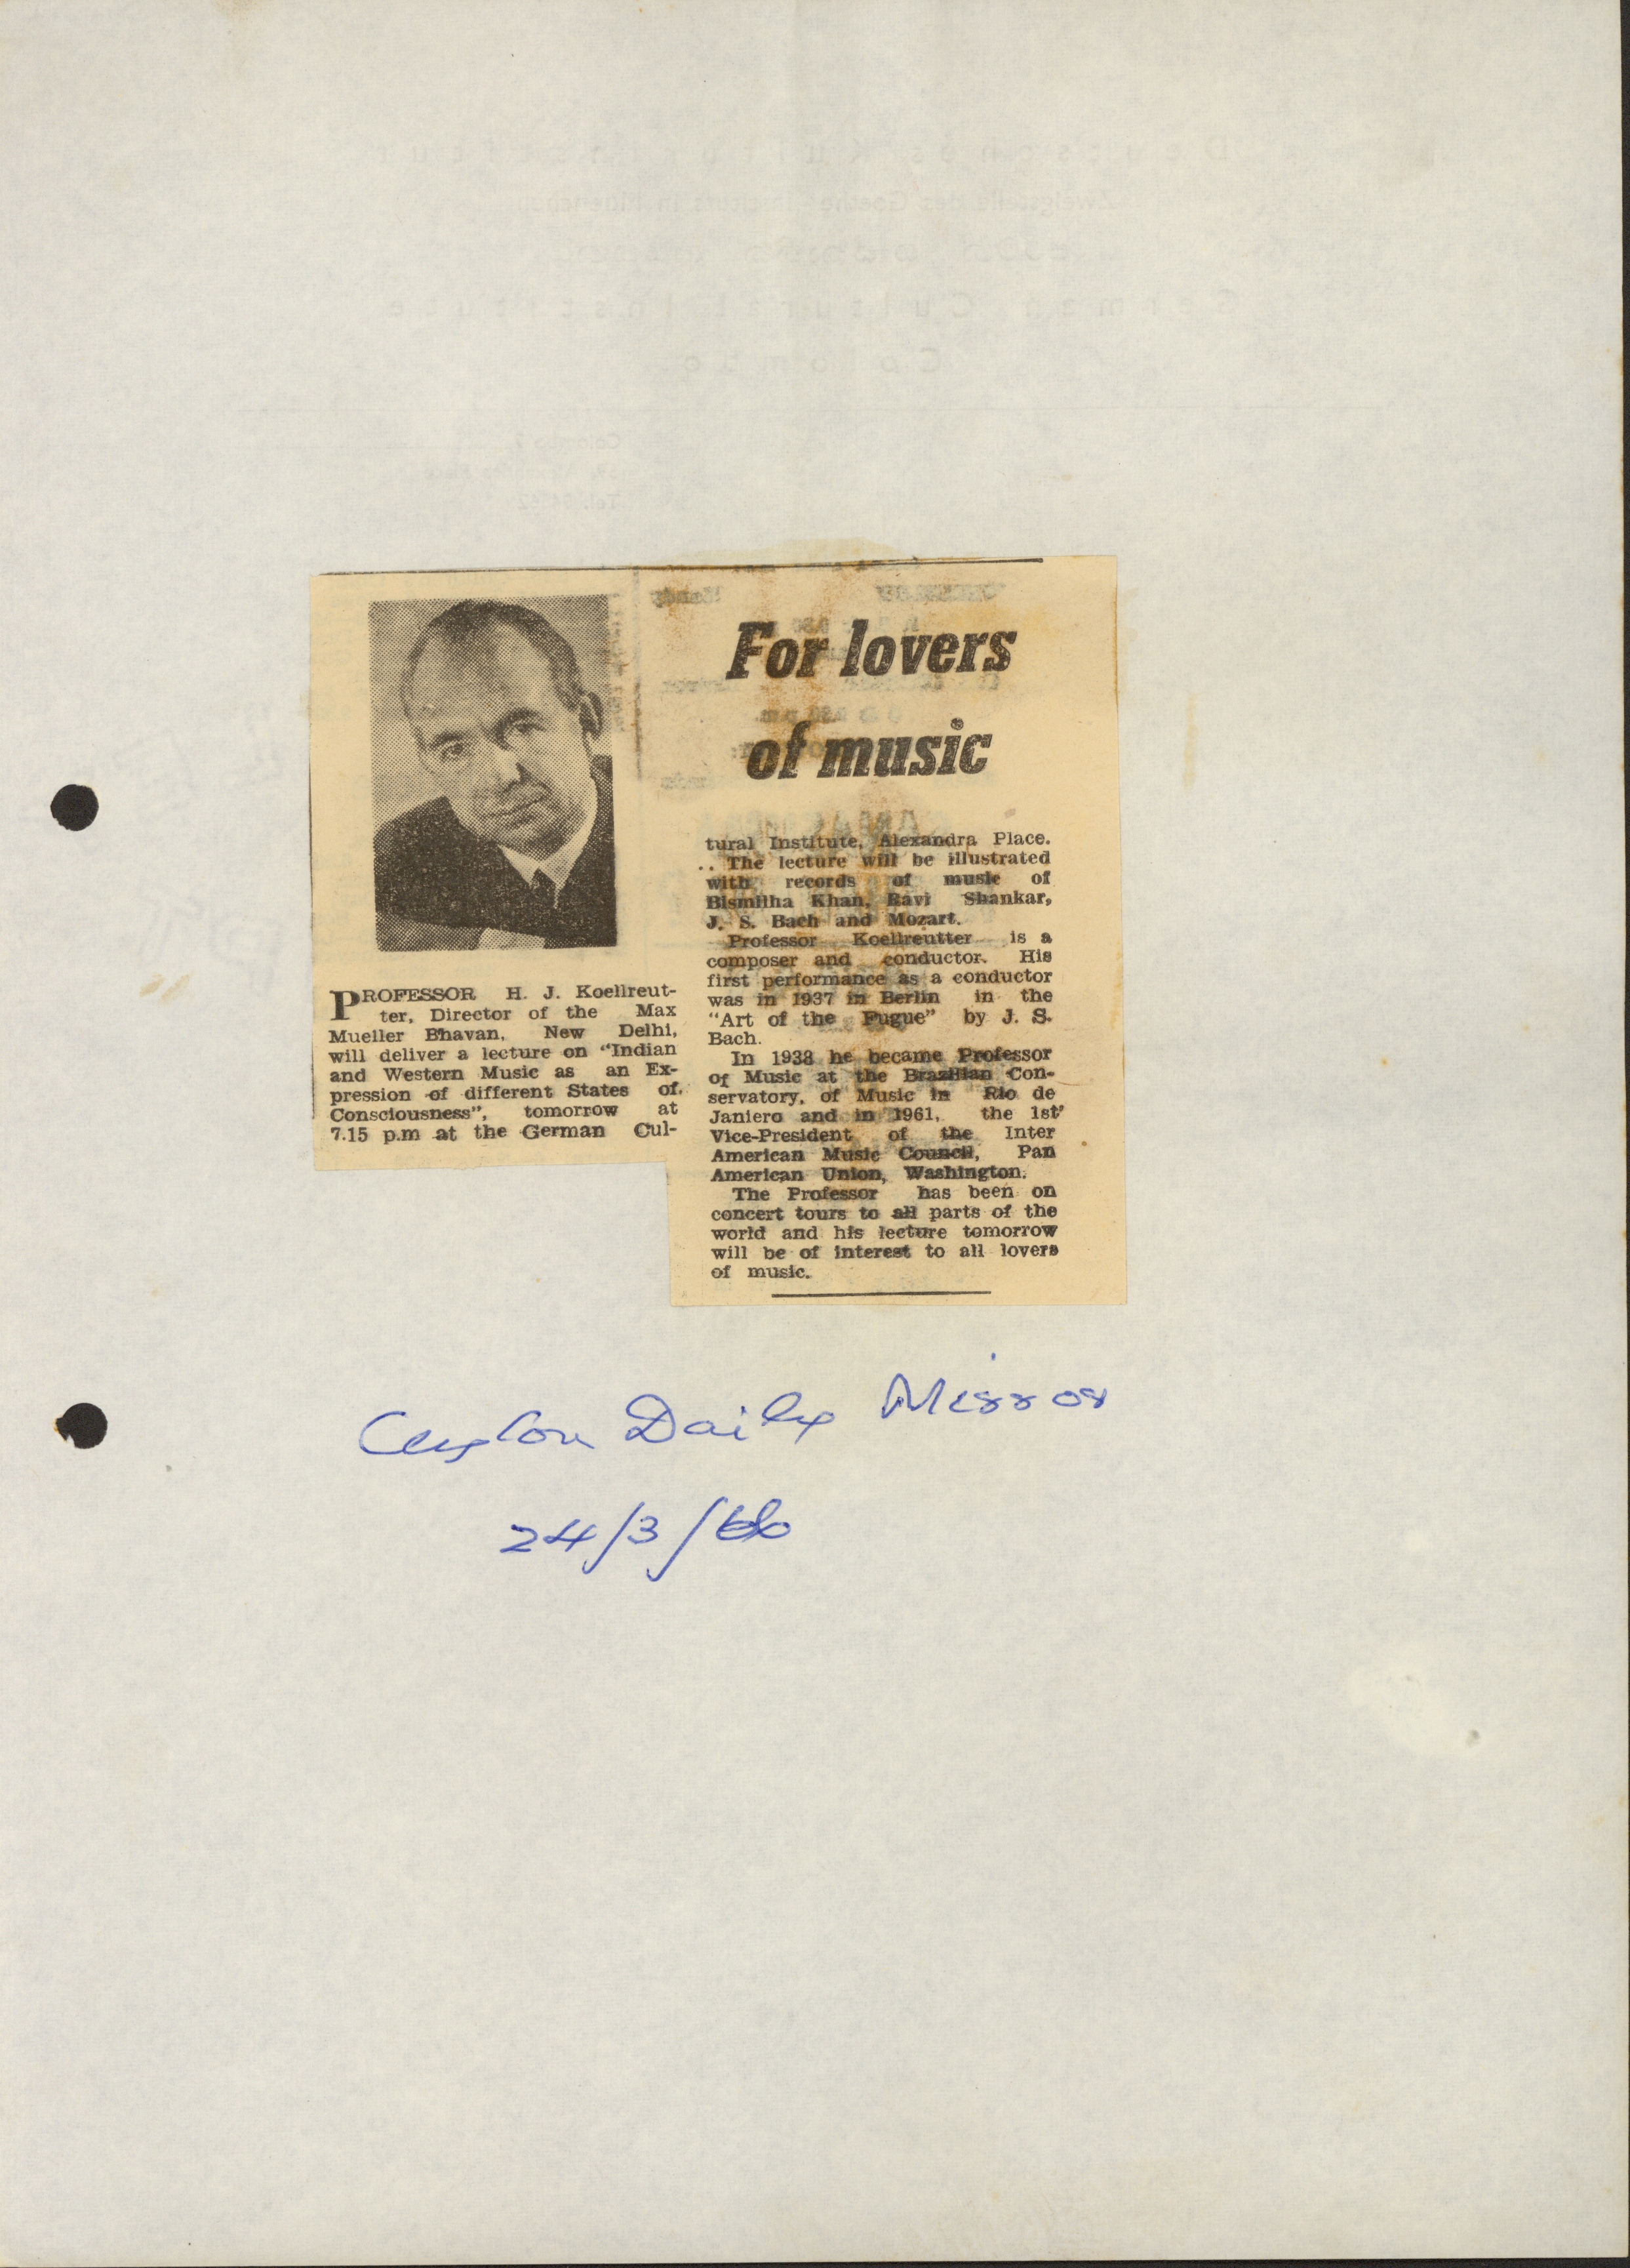 For lovers
of music
PROFESSOR H. J. Koellreut-
ter, Director of the Max
Mueller Bhavan, New Delhi,
will deliver a lecture on "Indian
and Western Music as an Ex-
pression of different States of
Consciousness", tomorrow at
7.15 p.m at the German Cul-
tural Institute, Alexandra Place.
.. The lecture will be illustrated
with records of music of
Bismilha Khan, Ravi Shankar,
J. S. Bach and Mozart.
Professor Koellreutter is a
composer and conductor. His
first performance as a conductor
was in 1937 in Berlin in the
"Art of the Fugue" by J. S.
Bach.
In 1938 he became Professor
of Music at the Brazilian Con-
servatory, of Music in Rio de
Janiero and in 1961, the 1st
Vice-President of the Inter
American Music Council, Pan
American Union, Washington.
The Professor has been on
concert tours to all parts of the
world and his lecture tomorrow
will be of interest to all lovers
of music.
Ceylon Daily Mirror
24/3/66